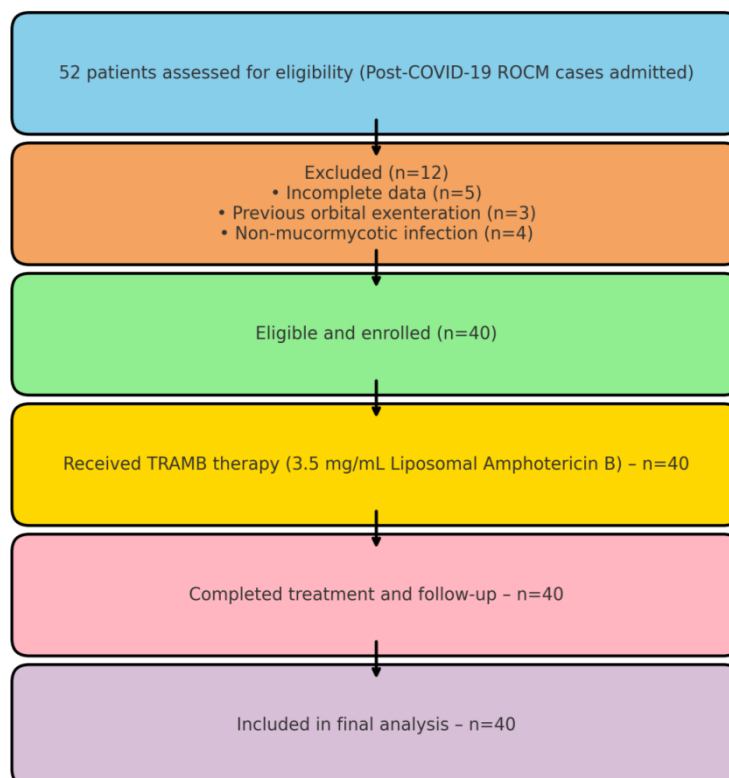 52 patients assessed for eligibility (Post-COVID-19 ROCM cases admitted)
Excluded (n=12)
• Incomplete data (n=5)
• Previous orbital exenteration (n=3)
• Non-mucormycotic infection (n=4)
Eligible and enrolled (n=40)
Received TRAMB therapy (3.5 mg/mL Liposomal Amphotericin B) – n=40
Completed treatment and follow-up – n=40
Included in final analysis – n=40